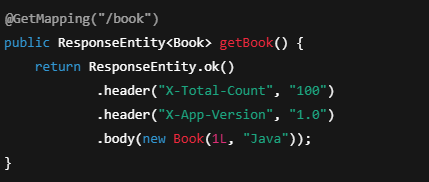 @GetMapping("/book")
public ResponseEntity<Book> getBook() {
    return ResponseEntity.ok()
            .header("X-Total-Count", "100")
            .header("X-App-Version", "1.0")
            .body(new Book(1L, "Java"));
}